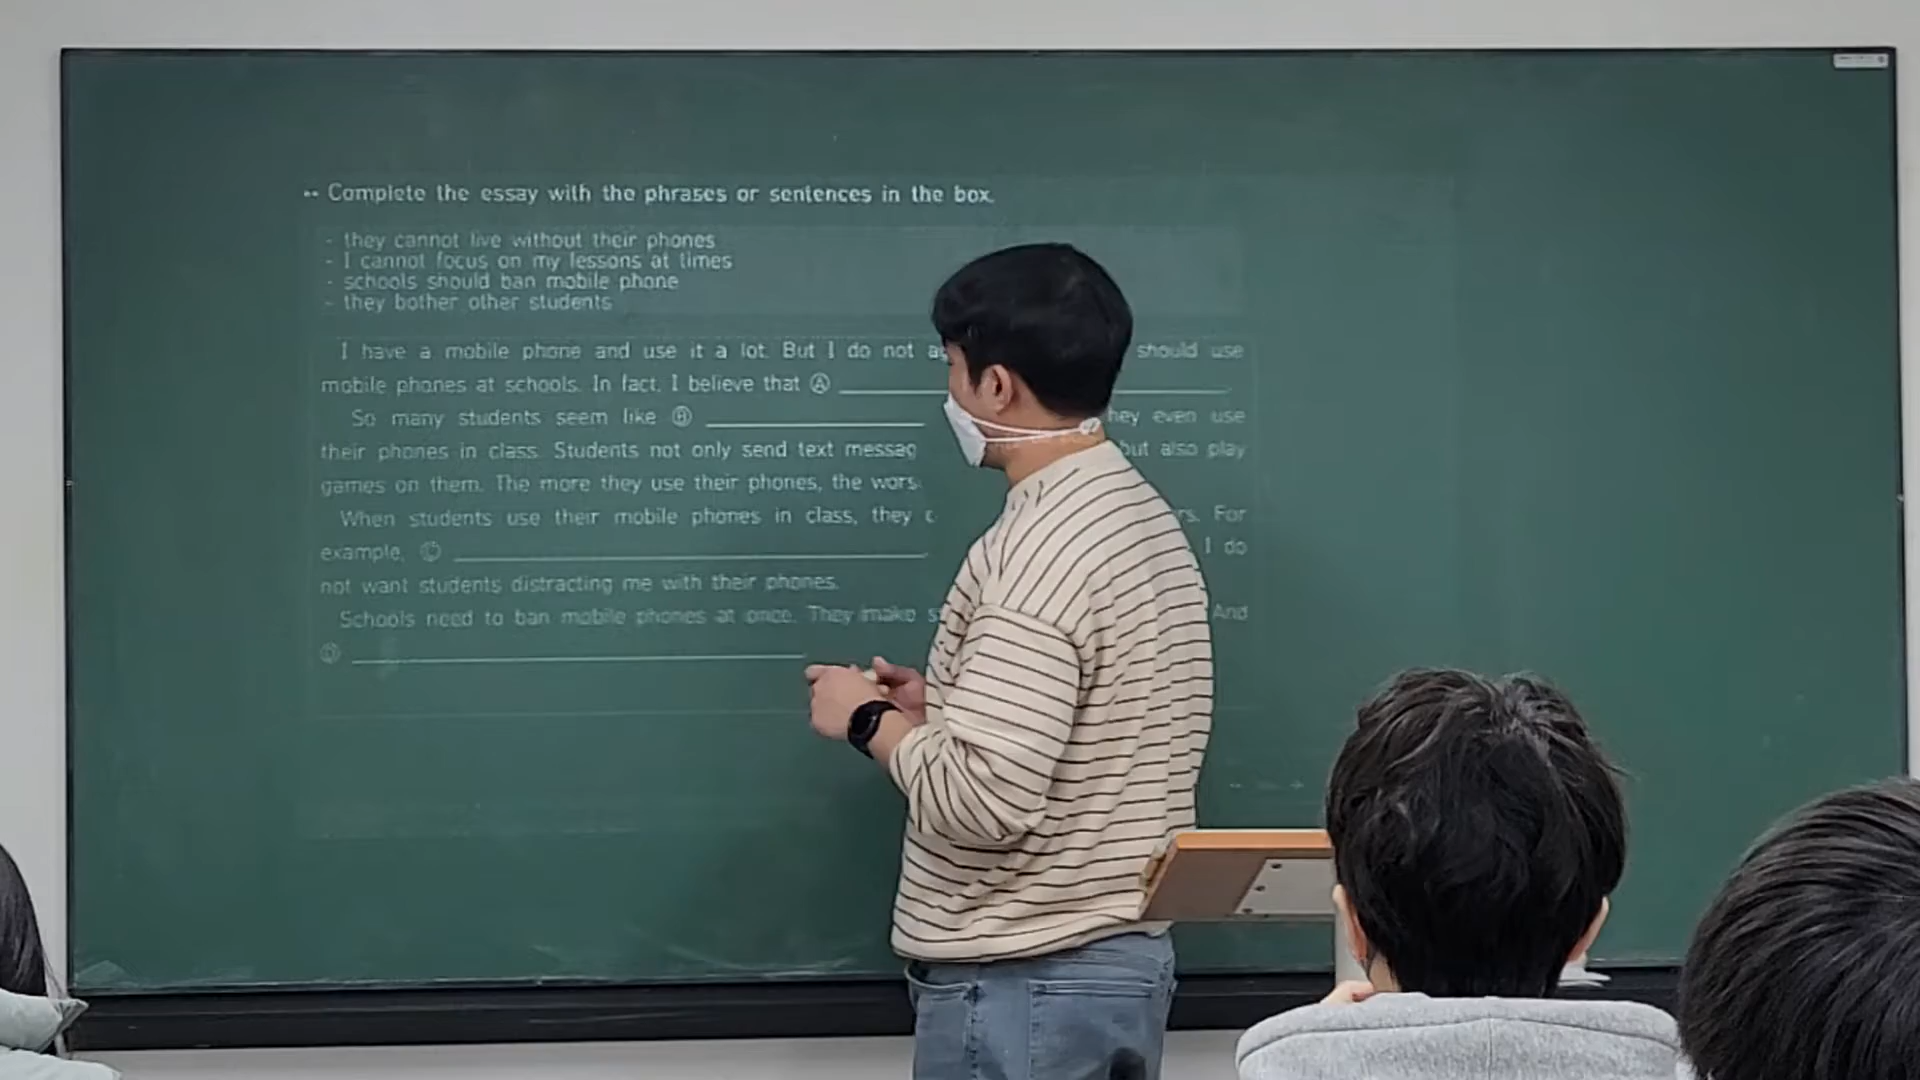 Complete the essay with the phrases or sentences in the box.
- they cannot live without their phones
- I cannot focus on my lessons at times
- schools should ban mobile phone
- they bother other students
I have a mobile phone and use it a lot. But I do not should use
mobile phones at schools. In fact, I believe that Ⓐ
So many students seem like Ⓑ hey even use
their phones in class. Students not only send text messag but also play
games on them. The more they use their phones, the wors
When students use their mobile phones in class, they rs. For
example, Ⓒ I do
not want students distracting me with their phones.
Schools need to ban mobile phones at once. They make s And
Ⓓ